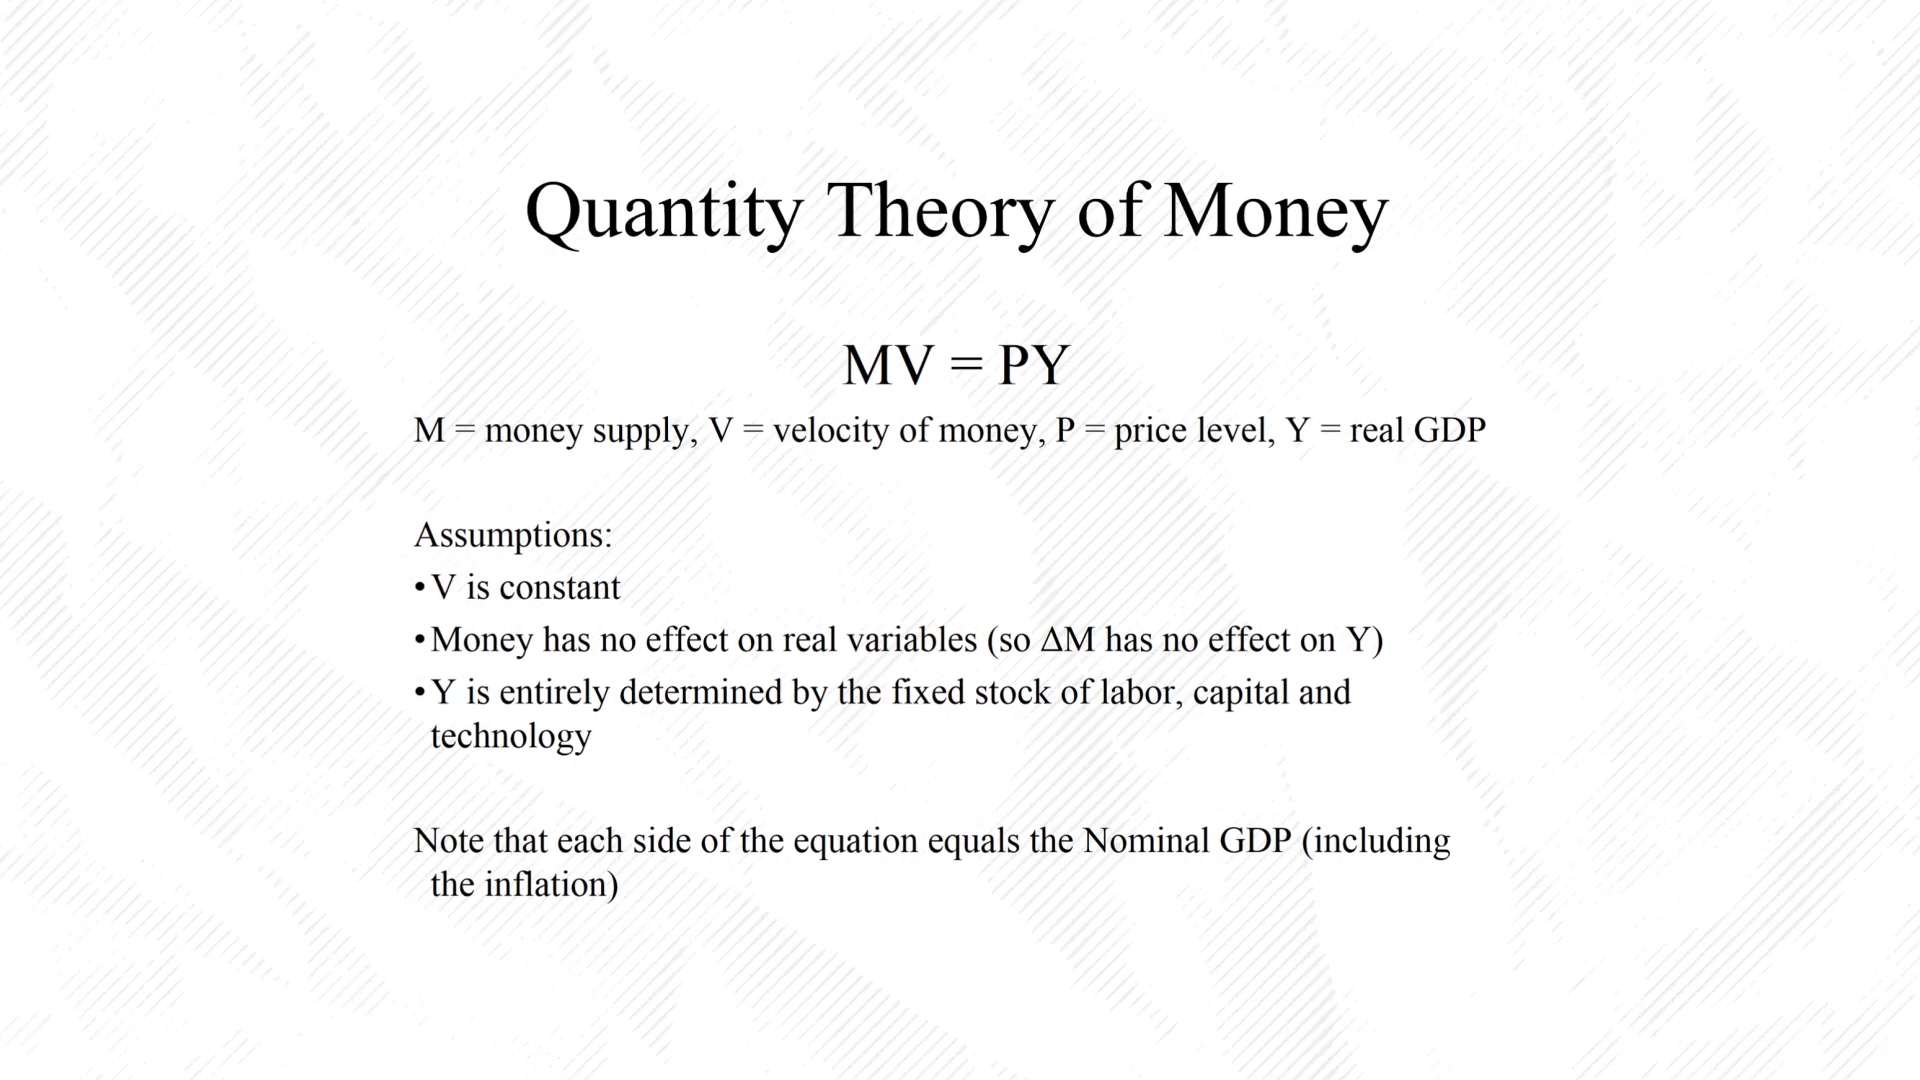 Quantity Theory of Money
MV = PY
M = money supply, V = velocity of money, P = price level, Y = real GDP
Assumptions:
•V is constant
•Money has no effect on real variables (so ΔM has no effect on Y)
•Y is entirely determined by the fixed stock of labor, capital and
technology
Note that each side of the equation equals the Nominal GDP (including
the inflation)